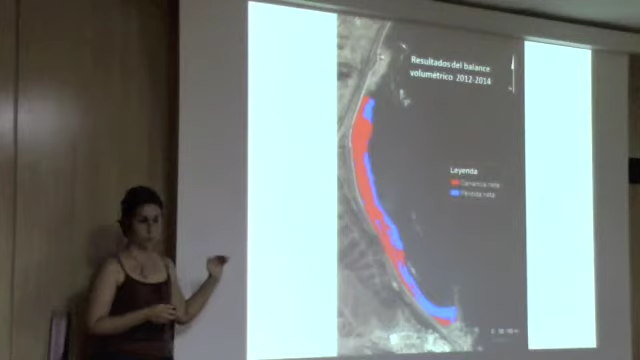 Resultados del balance
volumétrico 2012-2014
Leyenda
Ganancia neta
Pérdida neta